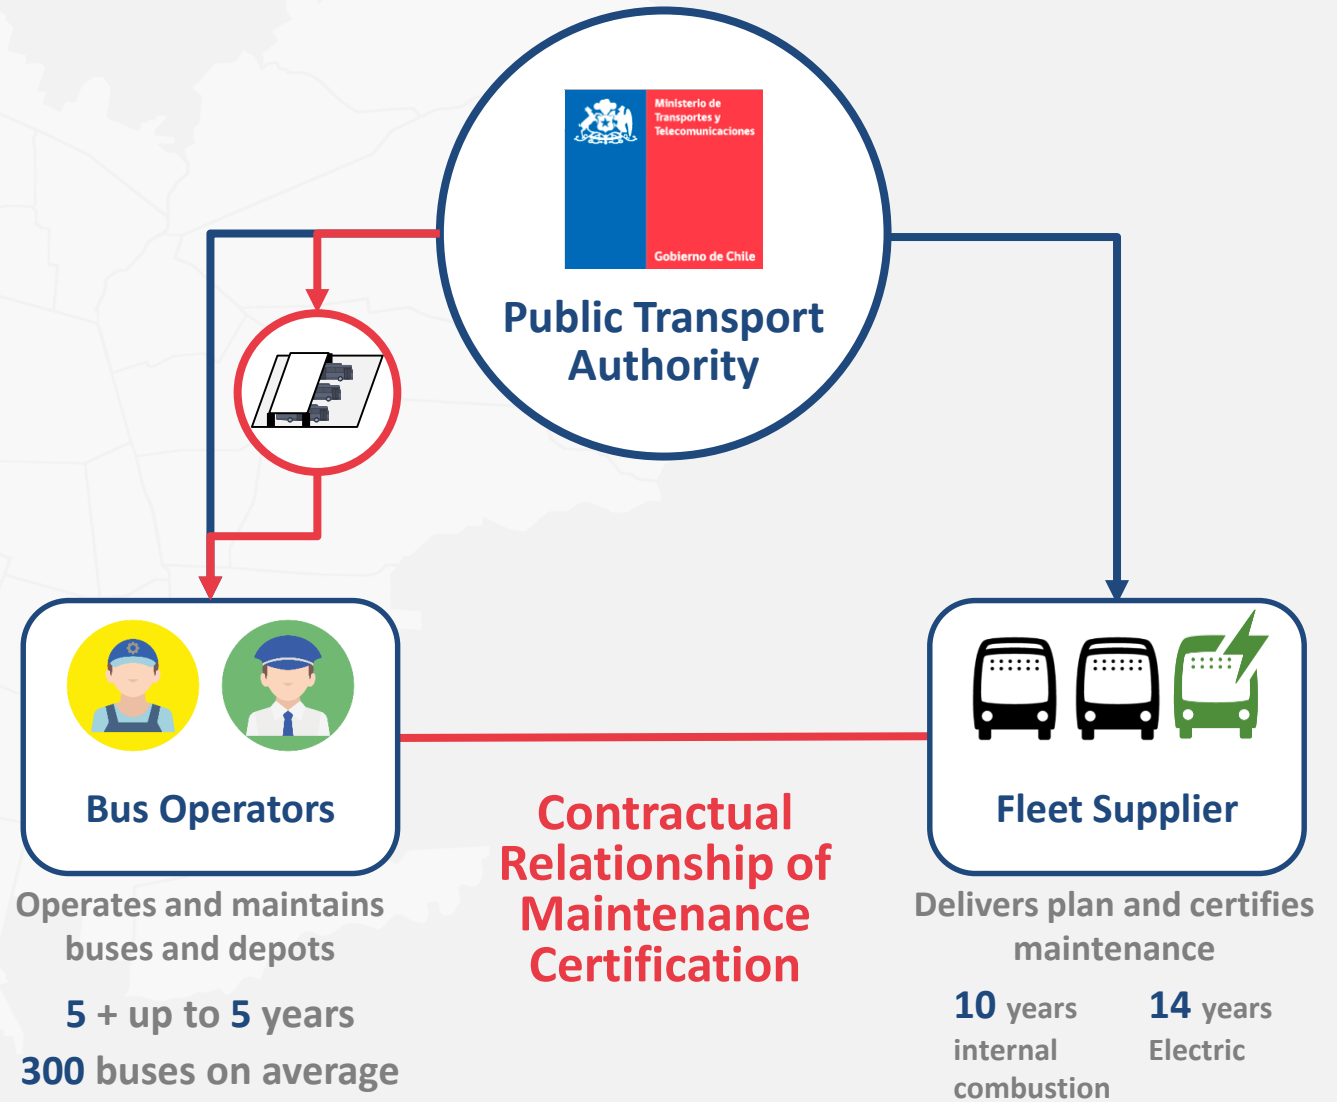 Ministerio de
Transportes y
Telecomunicaciones
Gobierno de Chile
Public Transport
Authority
Bus Operators
Operates and maintains
buses and depots
5 + up to 5 years
300 buses on average
Contractual
Relationship of
Maintenance
Certification
Fleet Supplier
Delivers plan and certifies
maintenance
10 years
internal
combustion
14 years
Electric